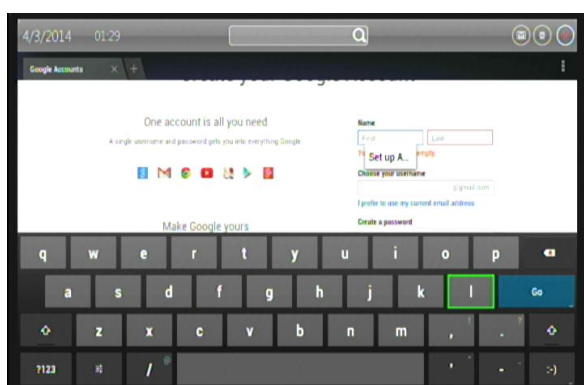 4/3/2014 01:29
Google Accounts × +
One account is all you need
A single username and password gets you into everything Google.
Make Google yours
Name
First Last
Set up A...
empty.
Choose your username
@gmail.com
I prefer to use my current email address
Create a password
q w e r t y u i o p
a s d f g h j k l Go
z x c v b n m , ! . ?
?123 / @ ' - :-)